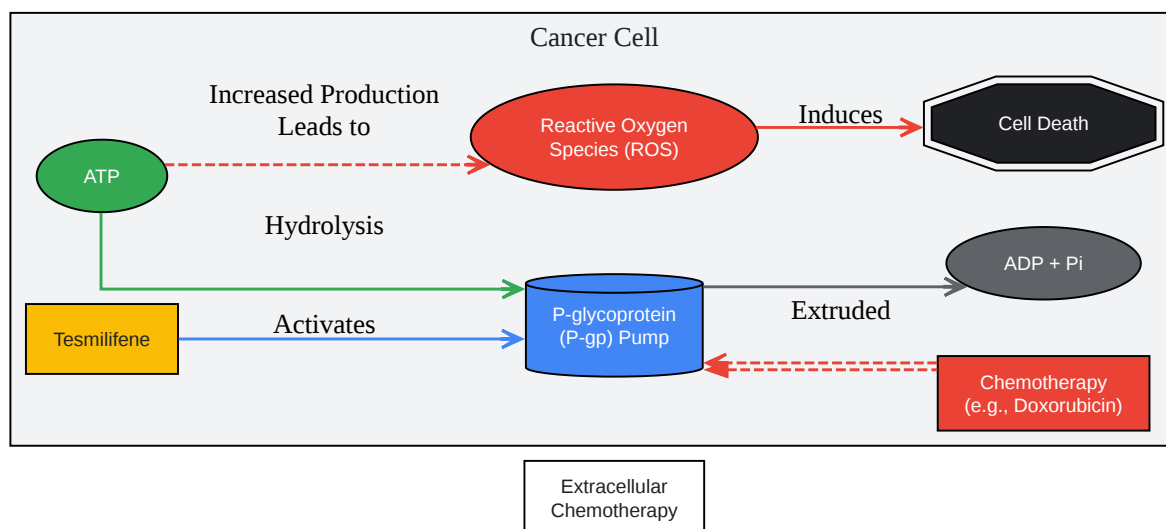 Cancer Cell
Increased Production
Leads to
Reactive Oxygen
Species (ROS)
Induces
Cell Death
ATP
Hydrolysis
ADP + Pi
Tesmilifene
Activates
P-glycoprotein
(P-gp) Pump
Extruded
Chemotherapy
(e.g., Doxorubicin)
Extracellular
Chemotherapy